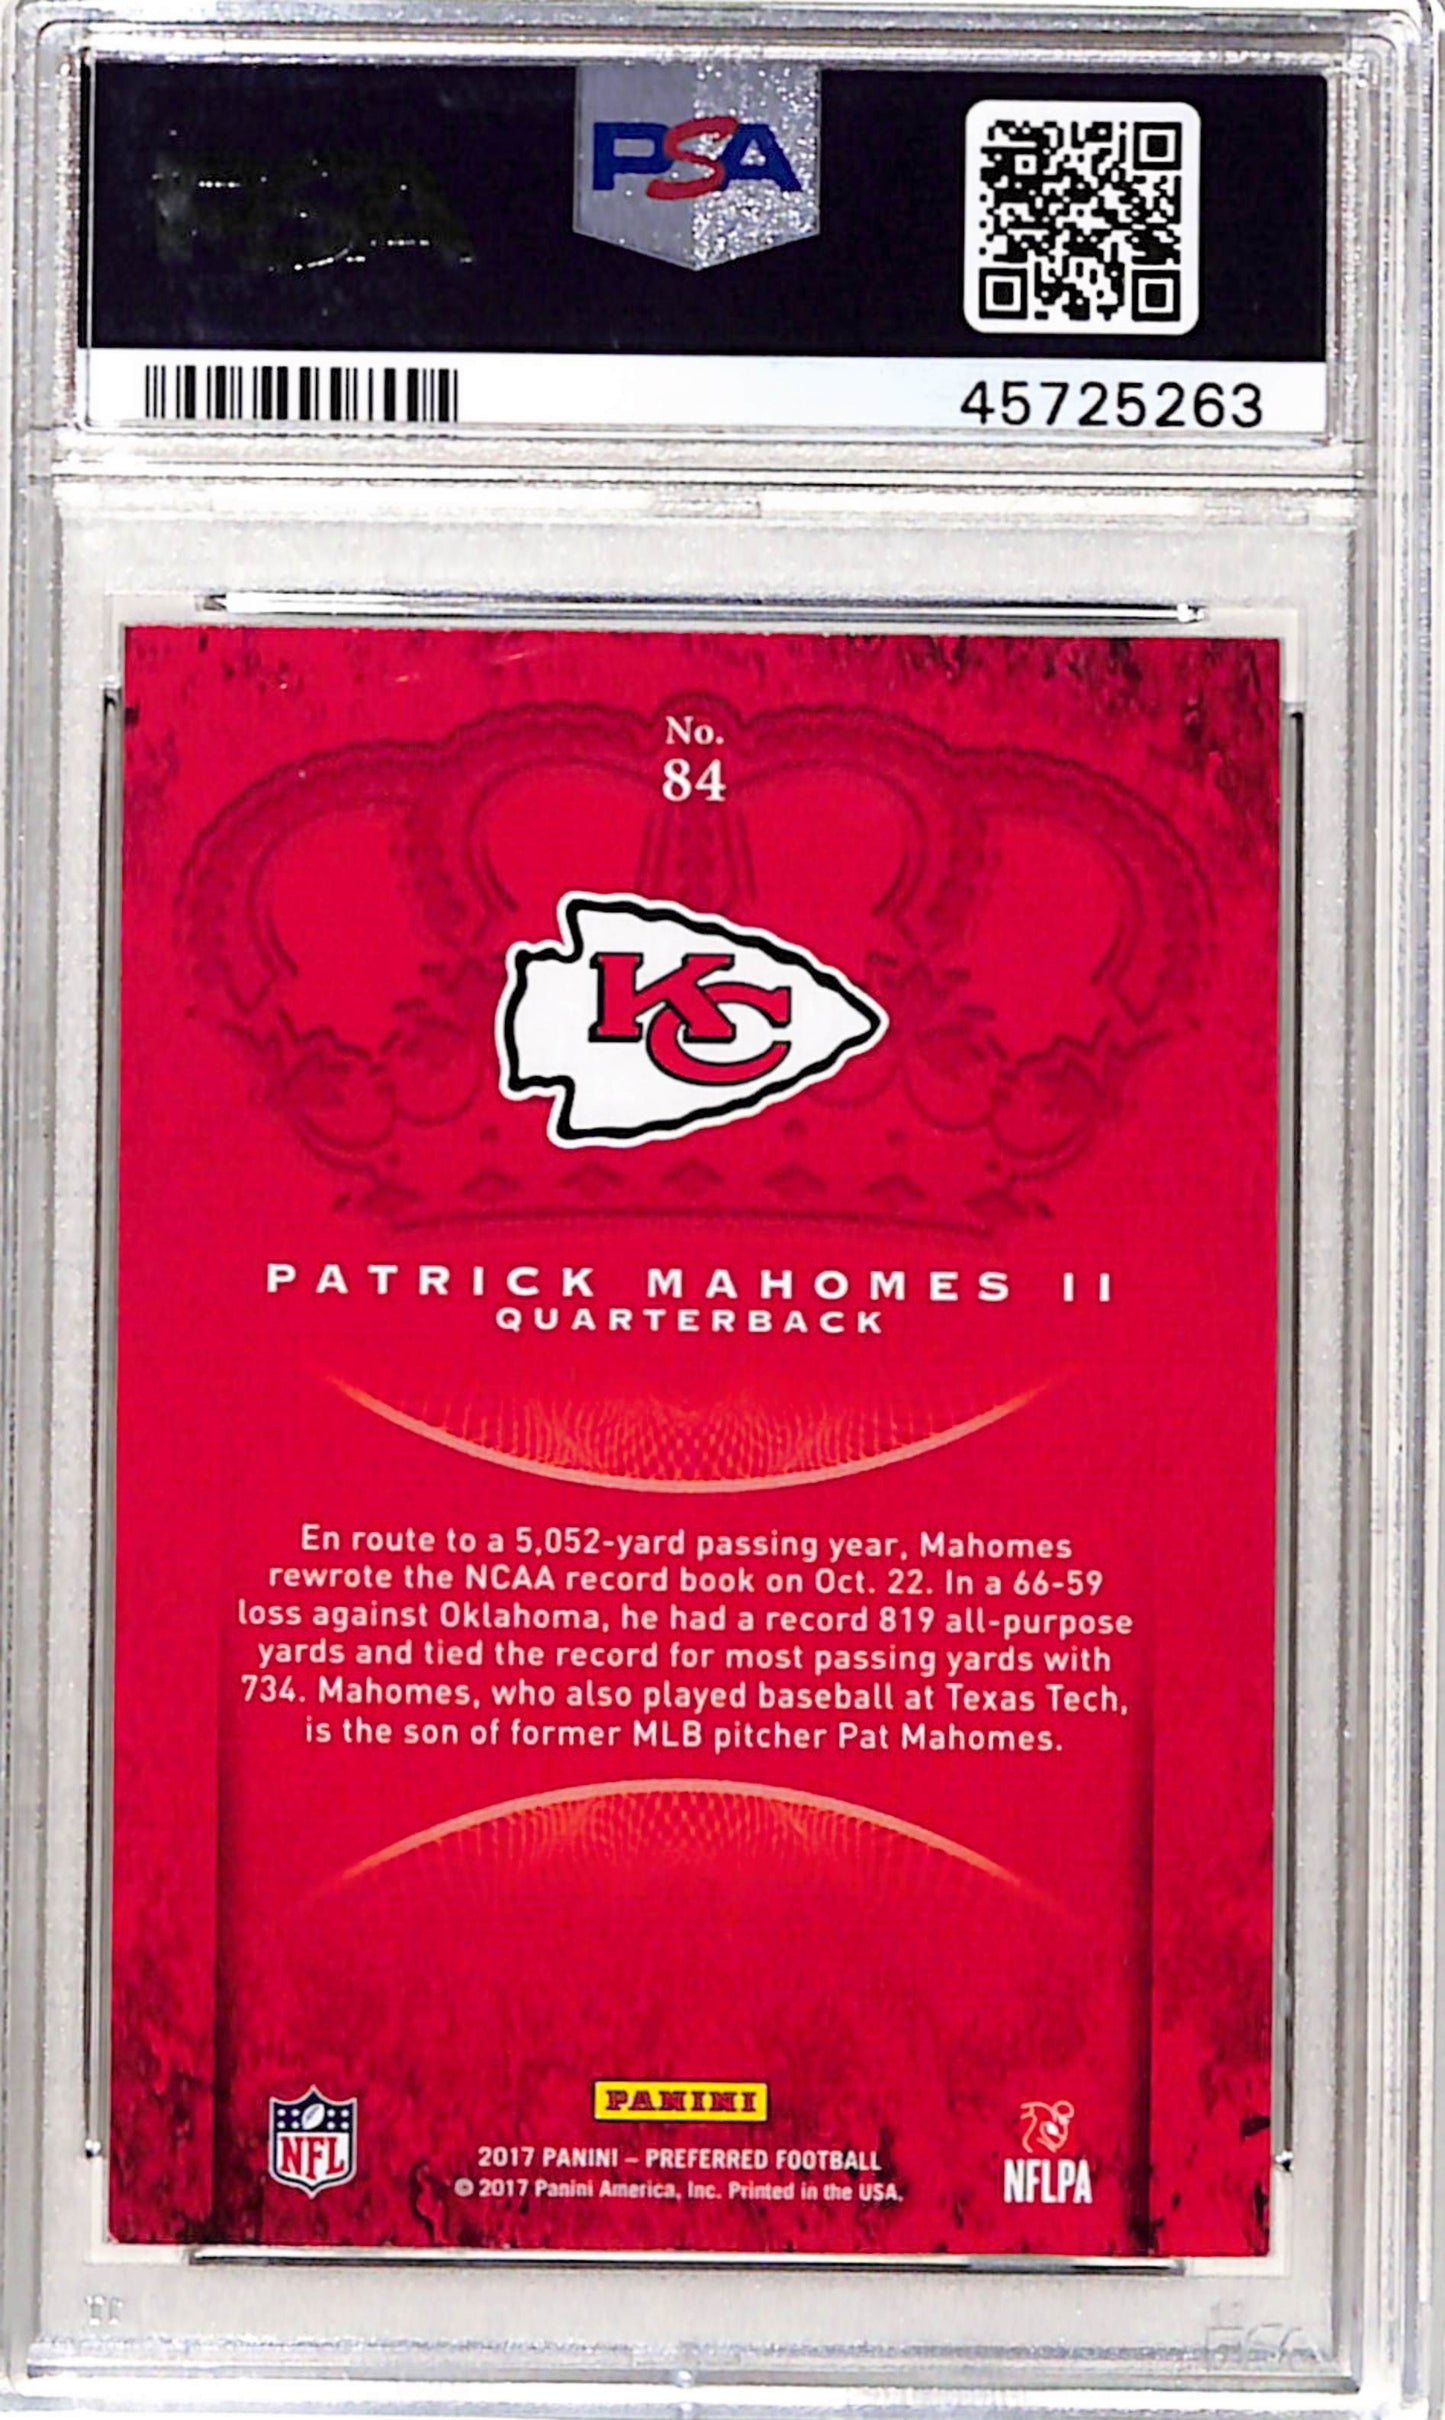 PSA
45725263
No.
84
KC
PATRICK MAHOMES II
QUARTERBACK
En route to a 5,052-yard passing year, Mahomes
rewrote the NCAA record book on Oct. 22. In a 66-59
loss against Oklahoma, he had a record 819 all-purpose
yards and tied the record for most passing yards with
734. Mahomes, who also played baseball at Texas Tech,
is the son of former MLB pitcher Pat Mahomes.
PANINI
NFL
2017 PANINI – PREFERRED FOOTBALL
© 2017 Panini America, Inc. Printed in the USA.
NFLPA